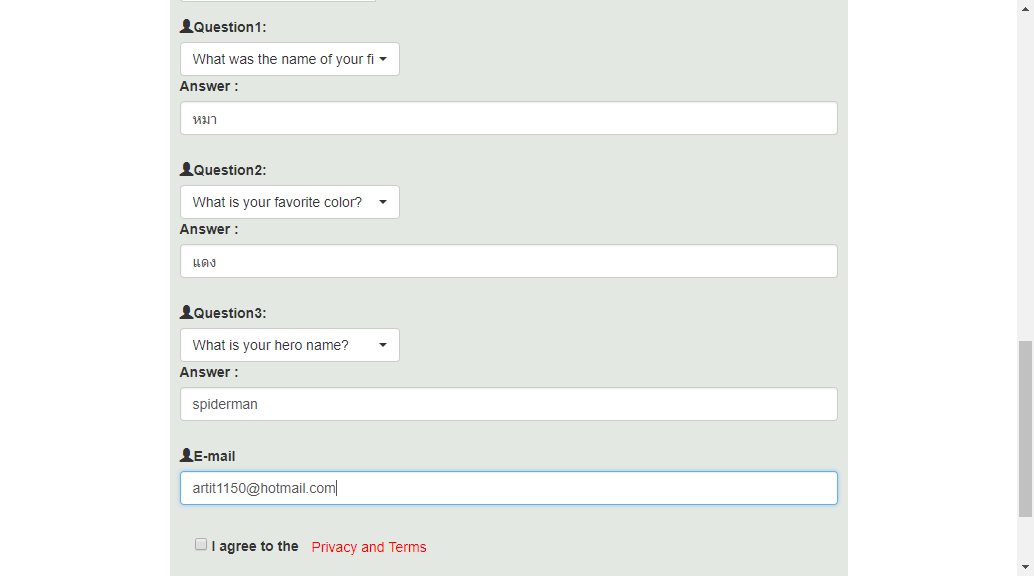 Question1:
What was the name of your fi
Answer :
หมา
Question2:
What is your favorite color?
Answer :
แดง
Question3:
What is your hero name?
Answer :
spiderman
E-mail
artit1150@hotmail.com
I agree to the Privacy and Terms